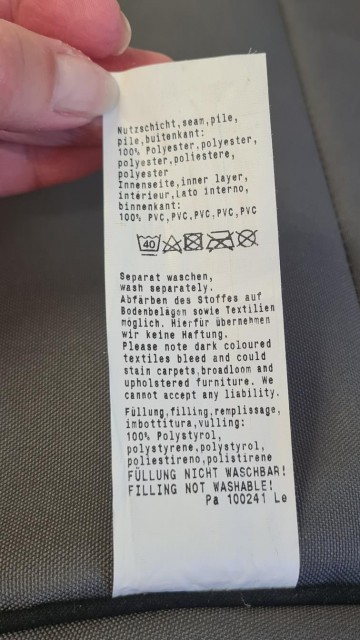 Nutzschicht,seam,pile,
pile,buitenkant:
100% Polyester,polyester,
polyester,poliestere,
polyester
Innenseite,inner layer,
intérieur,Lato interno,
binnenkant:
100% PVC,PVC,PVC,PVC,PVC
40
Separat waschen,
wash separately.
Abfärben des Stoffes auf
Bodenbelägen sowie Textilien
möglich. Hierfür übernehmen
wir keine Haftung.
Please note dark coloured
textiles bleed and could
stain carpets,broadloom and
upholstered furniture. We
cannot accept any liability.
Füllung,filling,remplissage,
imbottitura,vulling:
100% Polystyrol,
polystyrene,polystyrol,
poliestireno,polistirene
FÜLLUNG NICHT WASCHBAR!
FILLING NOT WASHABLE!
Pa 100241 Le